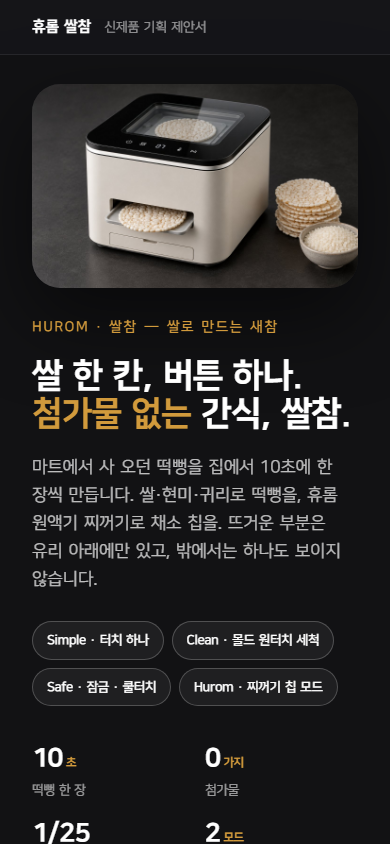 휴롬 쌀참 신제품 기획 제안서
HUROM · 쌀참 — 쌀로 만드는 새참
쌀 한 칸, 버튼 하나.
첨가물 없는 간식, 쌀참.
마트에서 사 오던 떡뻥을 집에서 10초에 한
장씩 만듭니다. 쌀·현미·귀리로 떡뻥을, 휴롬
원액기 찌꺼기로 채소 칩을. 뜨거운 부분은
유리 아래에만 있고, 밖에서는 하나도 보이지
않습니다.
Simple · 터치 하나
Clean · 몰드 원터치 세척
Safe · 잠금 · 쿨터치
Hurom · 찌꺼기 칩 모드
10 초
떡뻥 한 장
0 가지
첨가물
1/25
2 모드